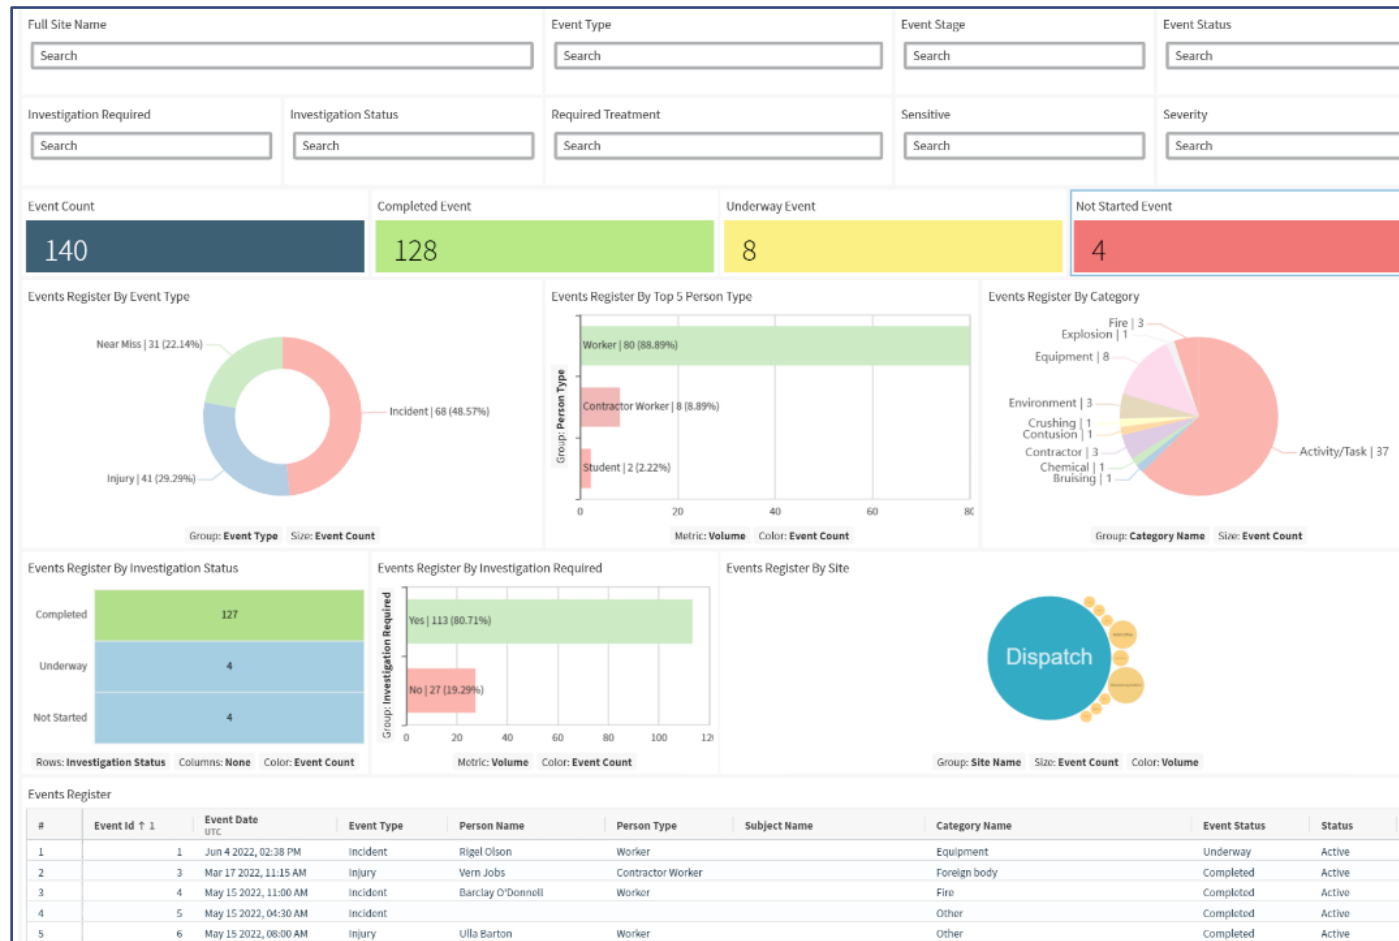 Full Site Name Event Type Event Stage Event Status
Search Search Search Search
Investigation Required Investigation Status Required Treatment Sensitive Severity
Search Search Search Search Search
Event Count Completed Event Underway Event Not Started Event
140 128 8 4
Events Register By Event Type
Near Miss | 31 (22.14%)
Incident | 68 (48.57%)
Injury | 41 (29.29%)
Group: Event Type Size: Event Count
Events Register By Top 5 Person Type
Group: Person Type
Worker | 80 (88.89%)
Contractor Worker | 8 (8.89%)
Student | 2 (2.22%)
0 20 40 60 80
Metric: Volume Color: Event Count
Events Register By Category
Fire | 3
Explosion | 1
Equipment | 8
Environment | 3
Crushing | 1
Contusion | 1
Contractor | 3
Chemical | 1
Bruising | 1
Activity/Task | 37
Group: Category Name Size: Event Count
Events Register By Investigation Status
Completed 127
Underway 4
Not Started 4
Rows: Investigation Status Columns: None Color: Event Count
Events Register By Investigation Required
Group: Investigation Required
Yes | 113 (80.71%)
No | 27 (19.29%)
0 20 40 60 80 100 12
Metric: Volume Color: Event Count
Events Register By Site
Dispatch
Group: Site Name Size: Event Count Color: Volume
Events Register
# Event Id ↑ 1 Event Date Event Type Person Name Person Type Subject Name Category Name Event Status Status
UTC
1 1 Jun 4 2022, 02:38 PM Incident Rigel Olson Worker Equipment Underway Active
2 3 Mar 17 2022, 11:15 AM Injury Vern Jobs Contractor Worker Foreign body Completed Active
3 4 May 15 2022, 11:00 AM Incident Barclay O'Donnell Worker Fire Completed Active
4 5 May 15 2022, 04:30 AM Incident Other Completed Active
5 6 May 15 2022, 08:00 AM Injury Ulla Barton Worker Other Completed Active